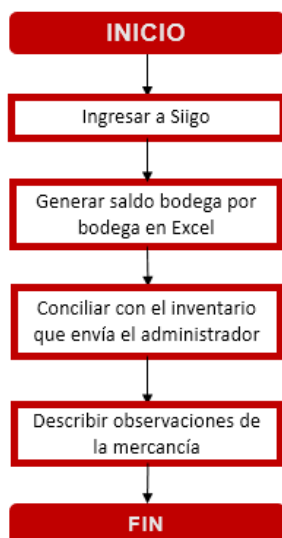 INICIO
Ingresar a Siigo
Generar saldo bodega por
bodega en Excel
Conciliar con el inventario
que envía el administrador
Describir observaciones de
la mercancía
FIN